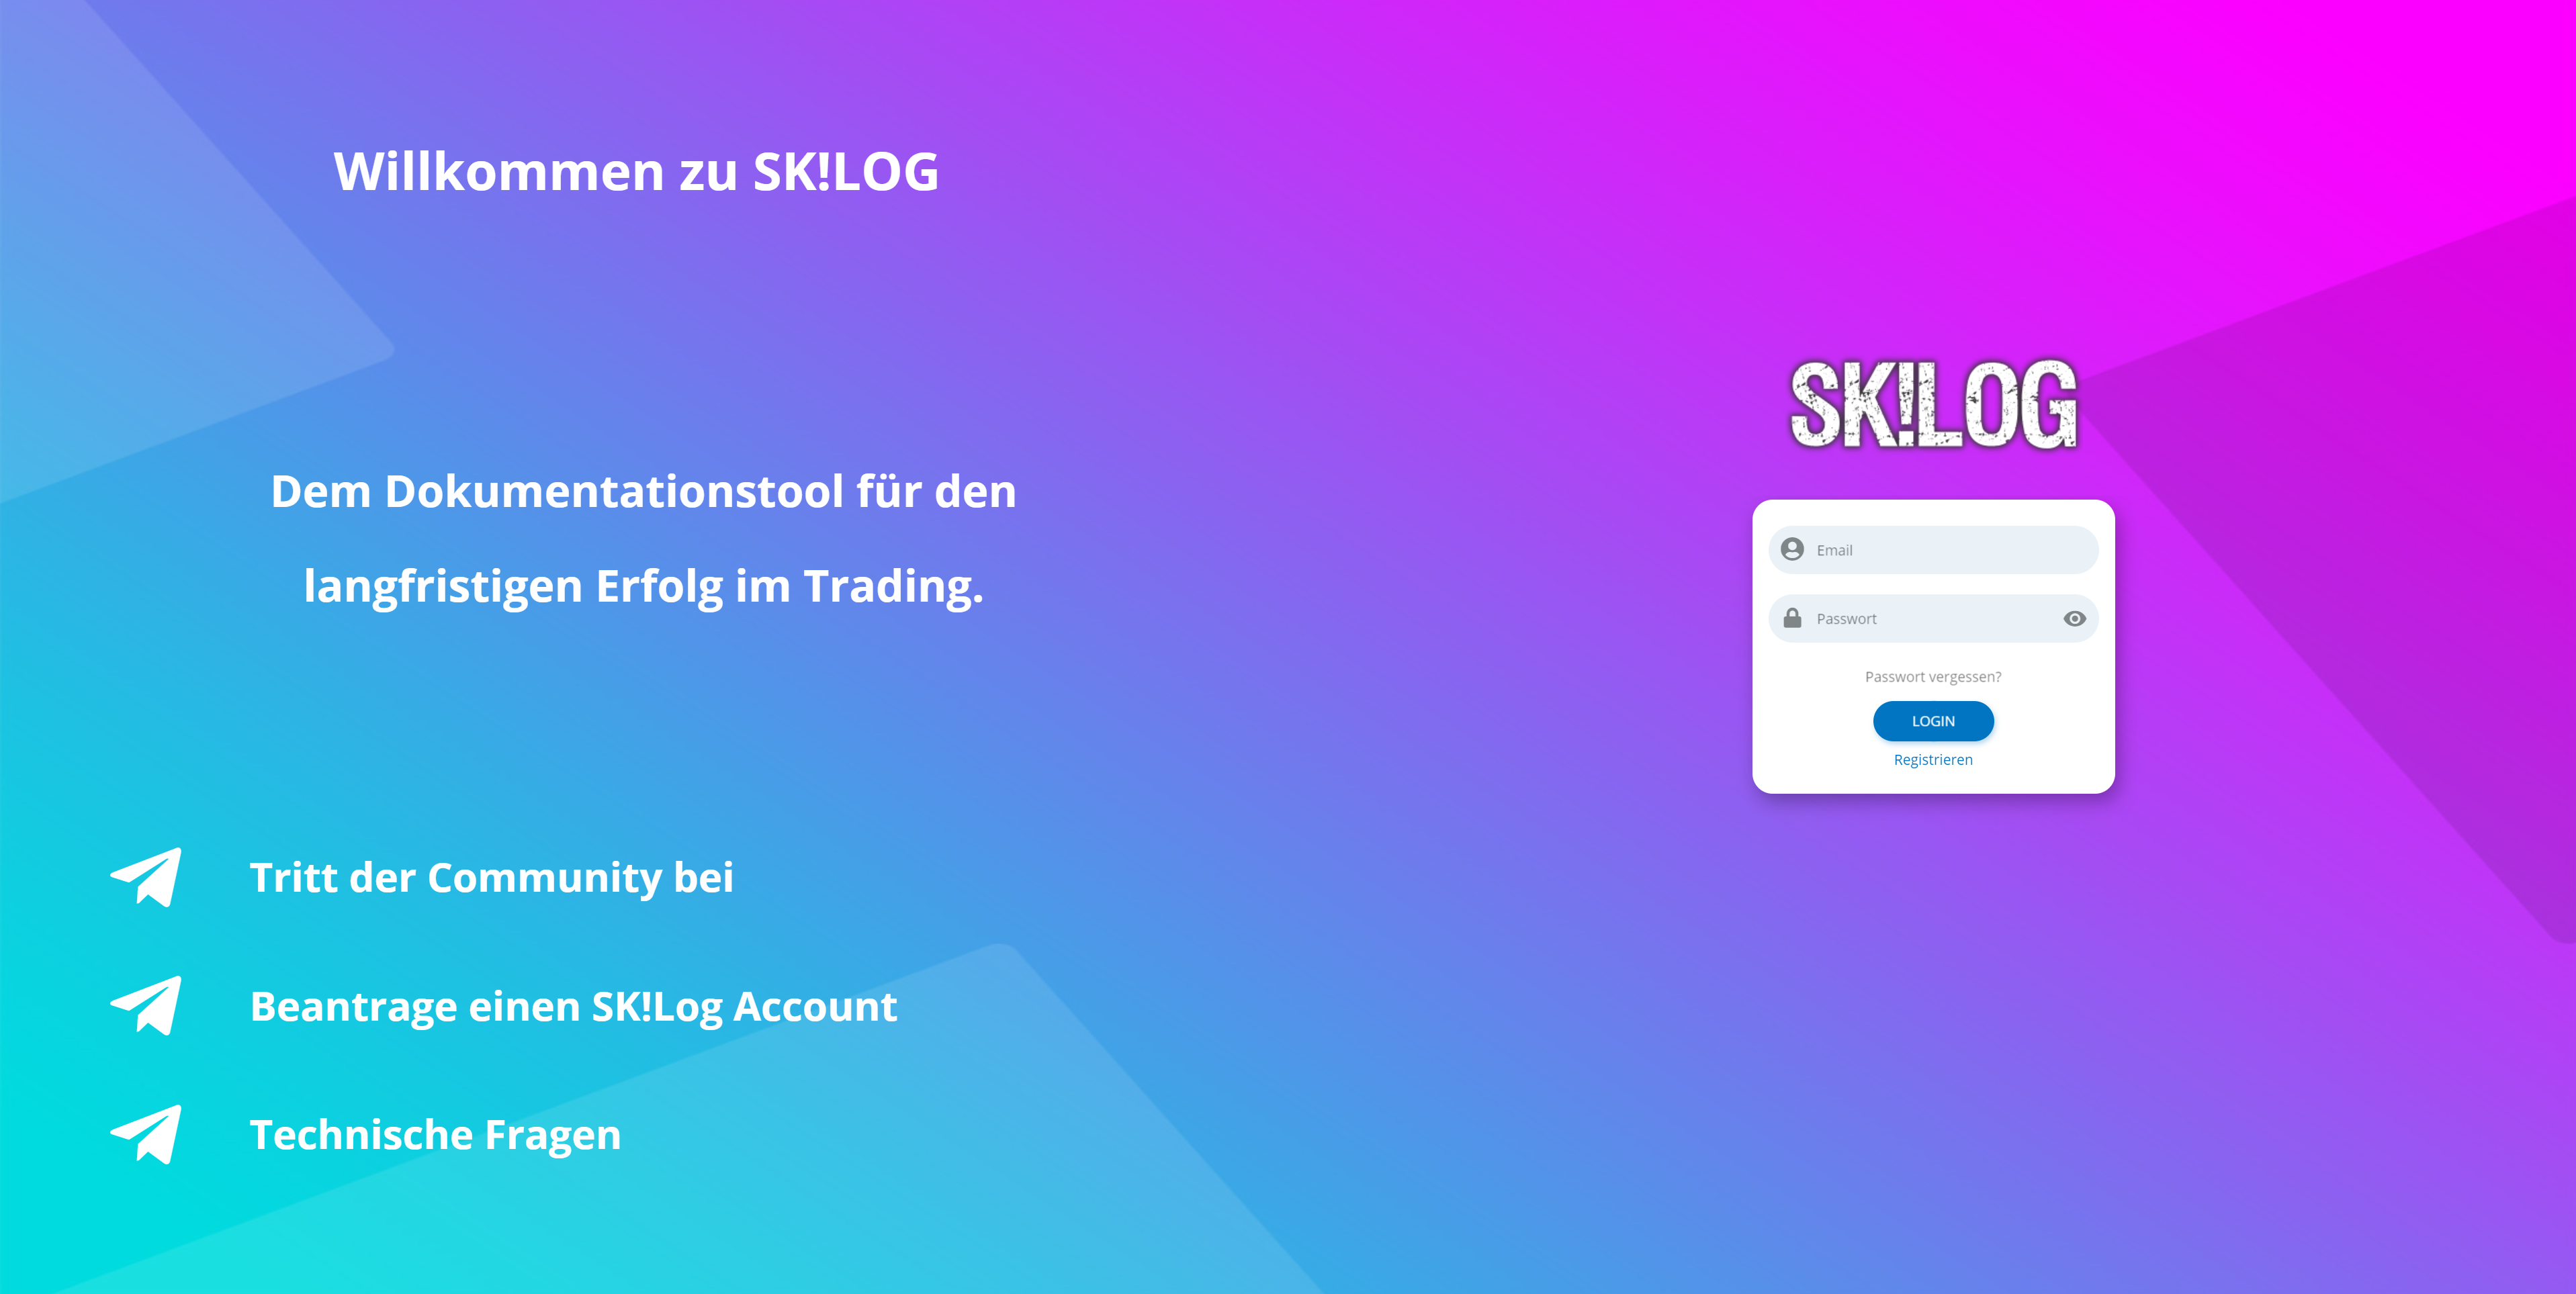 Willkommen zu SK!LOG
Dem Dokumentationstool für den
langfristigen Erfolg im Trading.
Tritt der Community bei
Beantrage einen SK!Log Account
Technische Fragen
SK!LOG
Email
Passwort
Passwort vergessen?
LOGIN
Registrieren